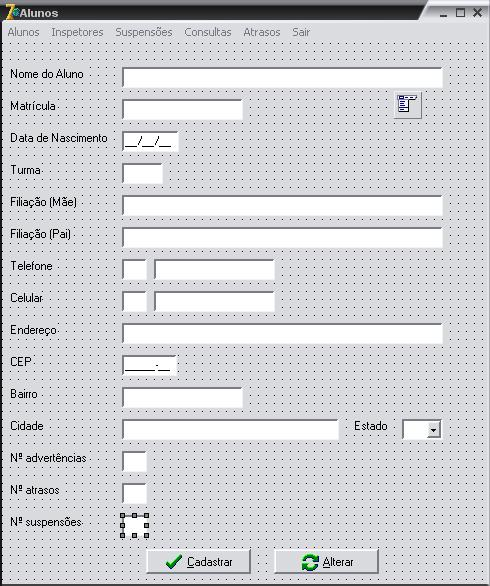 Alunos
Alunos Inspetores Suspensões Consultas Atrasos Sair
Nome do Aluno
Matrícula
Data de Nascimento __/__/__
Turma
Filiação (Mãe)
Filiação (Pai)
Telefone
Celular
Endereço
CEP _____-__
Bairro
Cidade Estado
Nº advertências
Nº atrasos
Nº suspensões
Cadastrar Alterar